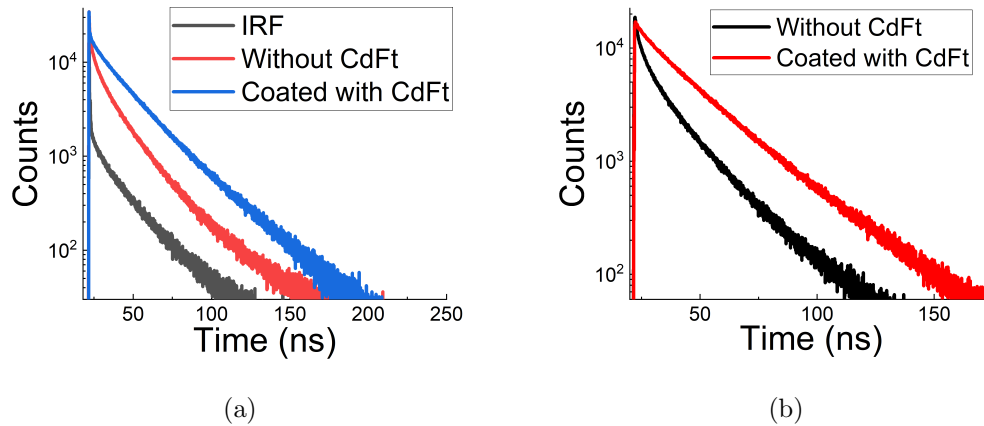 IRF
Without CdFt
Coated with CdFt
Counts
10^4
10^3
10^2
50
100
150
200
250
Time (ns)
(a)
Without CdFt
Coated with CdFt
Counts
10^4
10^3
10^2
50
100
150
Time (ns)
(b)